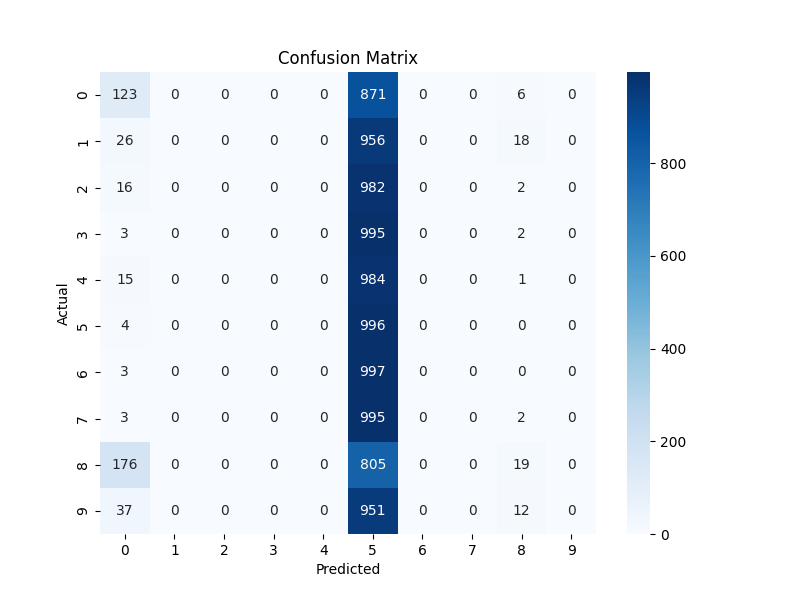 Confusion Matrix
0 123 0 0 0 0 871 0 0 6 0
1 26 0 0 0 0 956 0 0 18 0
2 16 0 0 0 0 982 0 0 2 0
3 3 0 0 0 0 995 0 0 2 0
4 15 0 0 0 0 984 0 0 1 0
5 4 0 0 0 0 996 0 0 0 0
6 3 0 0 0 0 997 0 0 0 0
7 3 0 0 0 0 995 0 0 2 0
8 176 0 0 0 0 805 0 0 19 0
9 37 0 0 0 0 951 0 0 12 0
0 1 2 3 4 5 6 7 8 9
Predicted
Actual
800
600
400
200
0